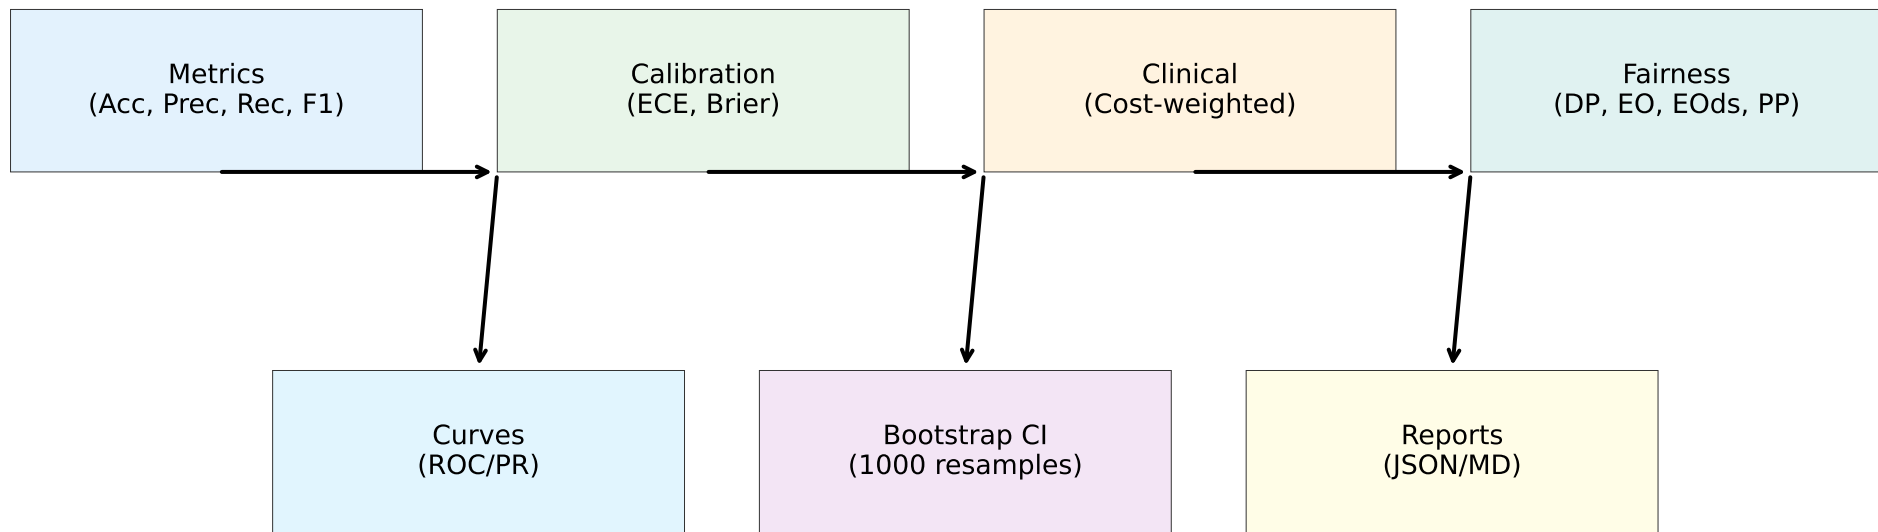 Metrics
(Acc, Prec, Rec, F1)
Calibration
(ECE, Brier)
Clinical
(Cost-weighted)
Fairness
(DP, EO, EOds, PP)
Curves
(ROC/PR)
Bootstrap CI
(1000 resamples)
Reports
(JSON/MD)